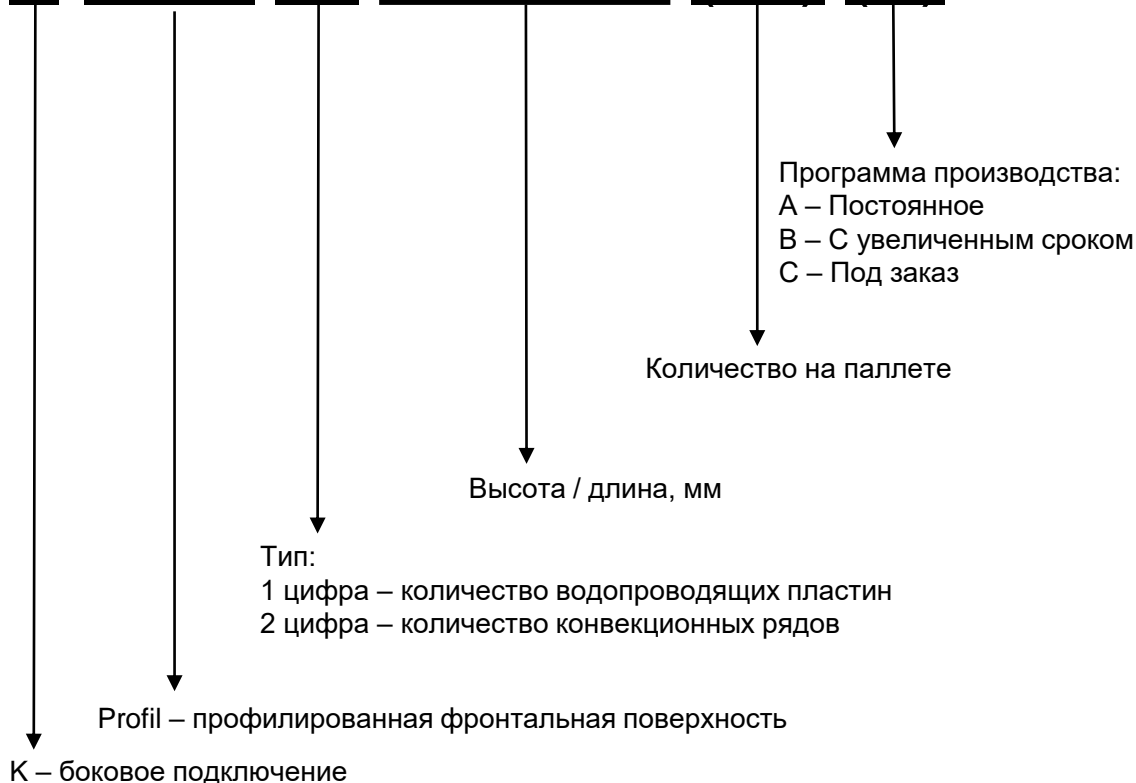 Программа производства:
А – Постоянное
В – С увеличенным сроком
С – Под заказ
Количество на паллете
Высота / длина, мм
Тип:
1 цифра – количество водопроводящих пластин
2 цифра – количество конвекционных рядов
Profil – профилированная фронтальная поверхность
K – боковое подключение